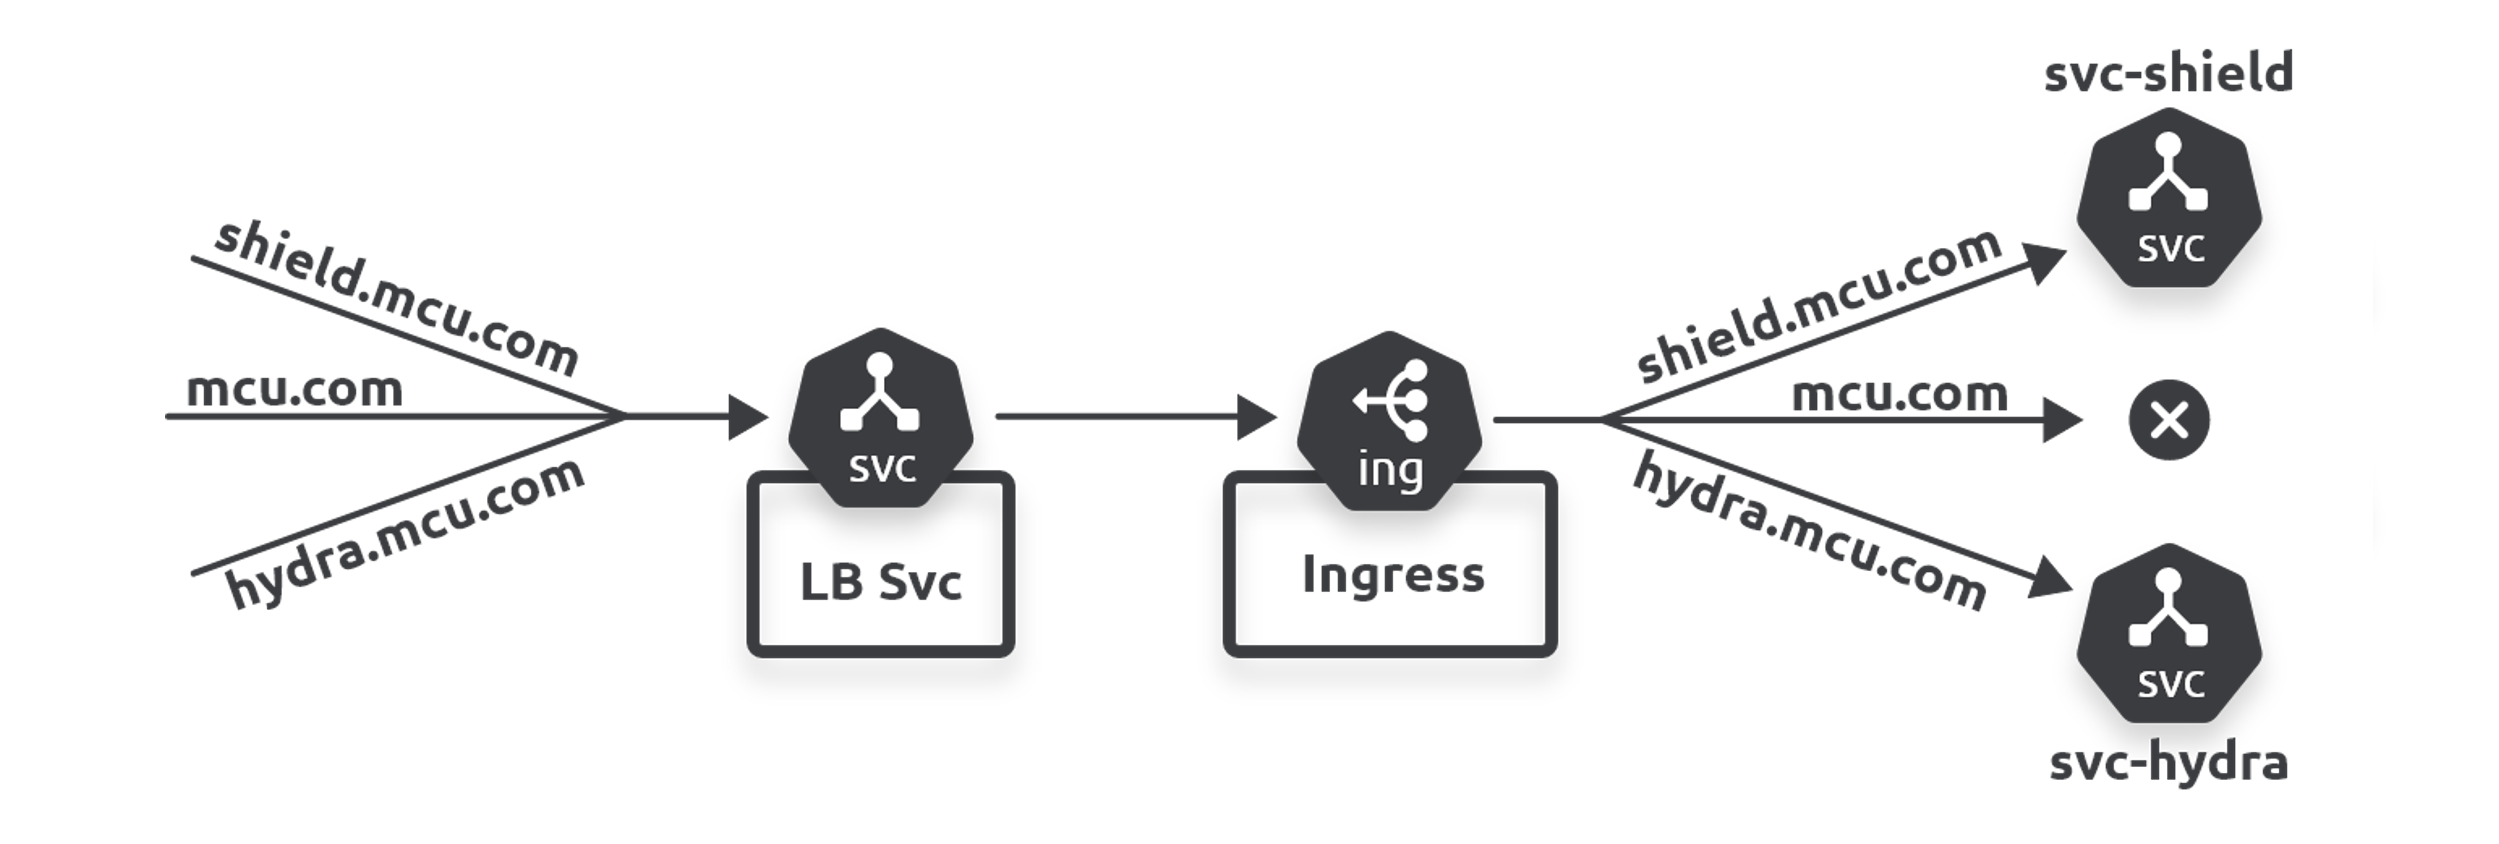 shield.mcu.com
mcu.com
hydra.mcu.com
svc
LB Svc
ing
Ingress
shield.mcu.com
mcu.com
hydra.mcu.com
svc-shield
svc
svc
svc-hydra